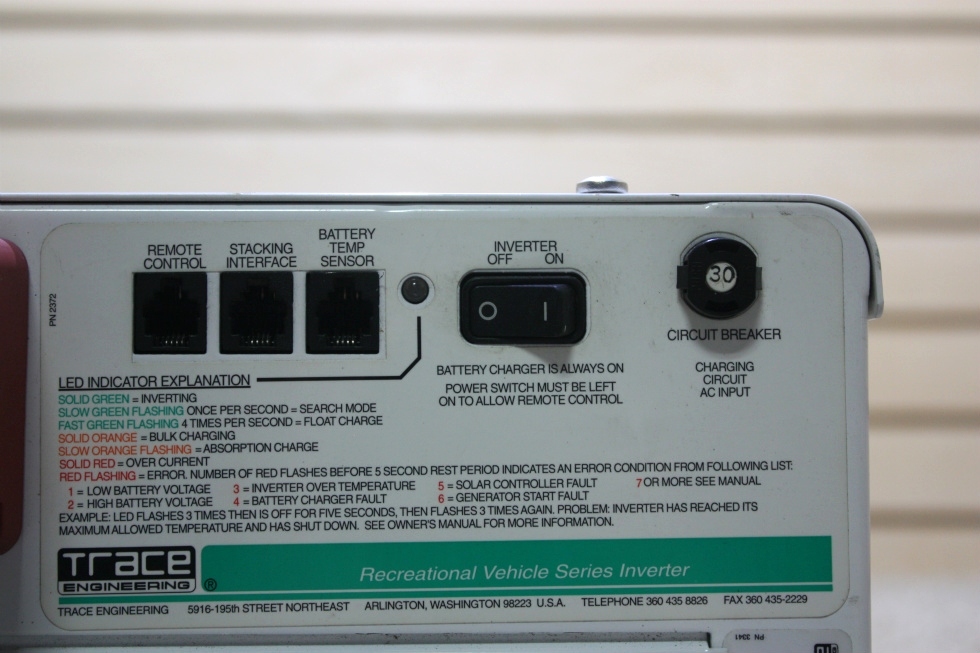 REMOTE CONTROL
STACKING INTERFACE
BATTERY TEMP SENSOR
INVERTER
OFF ON
O I
30
CIRCUIT BREAKER
CHARGING
CIRCUIT
AC INPUT
BATTERY CHARGER IS ALWAYS ON
POWER SWITCH MUST BE LEFT
ON TO ALLOW REMOTE CONTROL
PN 2372
LED INDICATOR EXPLANATION
SOLID GREEN = INVERTING
SLOW GREEN FLASHING ONCE PER SECOND = SEARCH MODE
FAST GREEN FLASHING 4 TIMES PER SECOND = FLOAT CHARGE
SOLID ORANGE = BULK CHARGING
SLOW ORANGE FLASHING = ABSORPTION CHARGE
SOLID RED = OVER CURRENT
RED FLASHING = ERROR. NUMBER OF RED FLASHES BEFORE 5 SECOND REST PERIOD INDICATES AN ERROR CONDITION FROM FOLLOWING LIST:
1 = LOW BATTERY VOLTAGE 3 = INVERTER OVER TEMPERATURE 5 = SOLAR CONTROLLER FAULT 7 OR MORE SEE MANUAL
2 = HIGH BATTERY VOLTAGE 4 = BATTERY CHARGER FAULT 6 = GENERATOR START FAULT
EXAMPLE: LED FLASHES 3 TIMES THEN IS OFF FOR FIVE SECONDS, THEN FLASHES 3 TIMES AGAIN. PROBLEM: INVERTER HAS REACHED ITS
MAXIMUM ALLOWED TEMPERATURE AND HAS SHUT DOWN. SEE OWNER'S MANUAL FOR MORE INFORMATION.
Trace
ENGINEERING ®
Recreational Vehicle Series Inverter
TRACE ENGINEERING 5916-195th STREET NORTHEAST ARLINGTON, WASHINGTON 98223 U.S.A. TELEPHONE 360 435 8826 FAX 360 435-2229
PN 3341